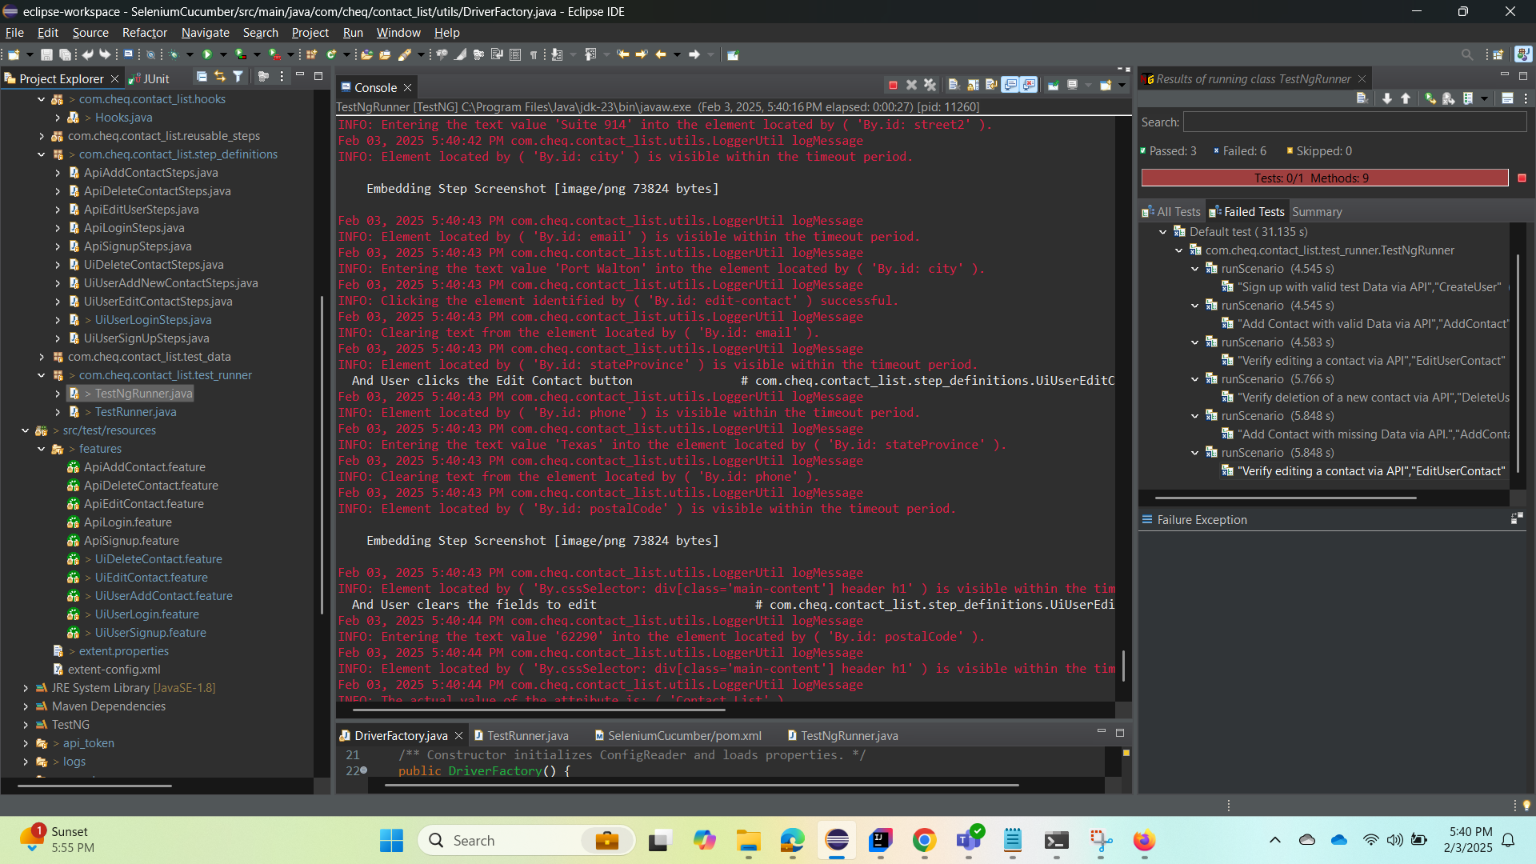 eclipse-workspace - SeleniumCucumber/src/main/java/com/cheq/contact_list/utils/DriverFactory.java - Eclipse IDE
File Edit Source Refactor Navigate Search Project Run Window Help
Project Explorer
JUnit
> com.cheq.contact_list.hooks
> Hooks.java
com.cheq.contact_list.reusable_steps
> com.cheq.contact_list.step_definitions
ApiAddContactSteps.java
ApiDeleteContactSteps.java
ApiEditUserSteps.java
ApiLoginSteps.java
ApiSignupSteps.java
UiDeleteContactSteps.java
UiUserAddNewContactSteps.java
UiUserEditContactSteps.java
> UiUserLoginSteps.java
UiUserSignUpSteps.java
com.cheq.contact_list.test_data
> com.cheq.contact_list.test_runner
> TestNgRunner.java
> TestRunner.java
> src/test/resources
> features
ApiAddContact.feature
ApiDeleteContact.feature
ApiEditContact.feature
ApiLogin.feature
ApiSignup.feature
> UiDeleteContact.feature
> UiEditContact.feature
> UiUserAddContact.feature
> UiUserLogin.feature
> UiUserSignup.feature
> extent.properties
extent-config.xml
JRE System Library [JavaSE-1.8]
Maven Dependencies
TestNG
> api_token
> logs
Console
TestNgRunner [TestNG] C:\Program Files\Java\jdk-23\bin\javaw.exe (Feb 3, 2025, 5:40:16 PM elapsed: 0:00:27) [pid: 11260]
INFO: Entering the text value 'Suite 914' into the element located by ( 'By.id: street2' ).
Feb 03, 2025 5:40:42 PM com.cheq.contact_list.utils.LoggerUtil logMessage
INFO: Element located by ( 'By.id: city' ) is visible within the timeout period.
Embedding Step Screenshot [image/png 73824 bytes]
Feb 03, 2025 5:40:43 PM com.cheq.contact_list.utils.LoggerUtil logMessage
INFO: Element located by ( 'By.id: email' ) is visible within the timeout period.
Feb 03, 2025 5:40:43 PM com.cheq.contact_list.utils.LoggerUtil logMessage
INFO: Entering the text value 'Port Walton' into the element located by ( 'By.id: city' ).
Feb 03, 2025 5:40:43 PM com.cheq.contact_list.utils.LoggerUtil logMessage
INFO: Clicking the element identified by ( 'By.id: edit-contact' ) successful.
Feb 03, 2025 5:40:43 PM com.cheq.contact_list.utils.LoggerUtil logMessage
INFO: Clearing text from the element located by ( 'By.id: email' ).
Feb 03, 2025 5:40:43 PM com.cheq.contact_list.utils.LoggerUtil logMessage
INFO: Element located by ( 'By.id: stateProvince' ) is visible within the timeout period.
And User clicks the Edit Contact button # com.cheq.contact_list.step_definitions.UiUserEditC
Feb 03, 2025 5:40:43 PM com.cheq.contact_list.utils.LoggerUtil logMessage
INFO: Element located by ( 'By.id: phone' ) is visible within the timeout period.
Feb 03, 2025 5:40:43 PM com.cheq.contact_list.utils.LoggerUtil logMessage
INFO: Entering the text value 'Texas' into the element located by ( 'By.id: stateProvince' ).
Feb 03, 2025 5:40:43 PM com.cheq.contact_list.utils.LoggerUtil logMessage
INFO: Clearing text from the element located by ( 'By.id: phone' ).
Feb 03, 2025 5:40:43 PM com.cheq.contact_list.utils.LoggerUtil logMessage
INFO: Element located by ( 'By.id: postalCode' ) is visible within the timeout period.
Embedding Step Screenshot [image/png 73824 bytes]
Feb 03, 2025 5:40:43 PM com.cheq.contact_list.utils.LoggerUtil logMessage
INFO: Element located by ( 'By.cssSelector: div[class='main-content'] header h1' ) is visible within the tim
And User clears the fields to edit # com.cheq.contact_list.step_definitions.UiUserEdi
Feb 03, 2025 5:40:44 PM com.cheq.contact_list.utils.LoggerUtil logMessage
INFO: Entering the text value '62290' into the element located by ( 'By.id: postalCode' ).
Feb 03, 2025 5:40:44 PM com.cheq.contact_list.utils.LoggerUtil logMessage
INFO: Element located by ( 'By.cssSelector: div[class='main-content'] header h1' ) is visible within the tim
Feb 03, 2025 5:40:44 PM com.cheq.contact_list.utils.LoggerUtil logMessage
INFO: The actual value of the attribute is: ( 'Contact List' )
DriverFactory.java
TestRunner.java
SeleniumCucumber/pom.xml
TestNgRunner.java
21 /** Constructor initializes ConfigReader and loads properties. */
22 public DriverFactory() {
Results of running class TestNgRunner
Search:
Passed: 3 Failed: 6 Skipped: 0
Tests: 0/1 Methods: 9
All Tests Failed Tests Summary
Default test ( 31.135 s)
com.cheq.contact_list.test_runner.TestNgRunner
runScenario (4.545 s)
"Sign up with valid test Data via API","CreateUser"
runScenario (4.545 s)
"Add Contact with valid Data via API","AddContact"
runScenario (4.583 s)
"Verify editing a contact via API","EditUserContact"
runScenario (5.766 s)
"Verify deletion of a new contact via API","DeleteUs
runScenario (5.848 s)
"Add Contact with missing Data via API.","AddConta
runScenario (5.848 s)
"Verify editing a contact via API","EditUserContact"
Failure Exception
1
Sunset
5:55 PM
Search
5:40 PM
2/3/2025